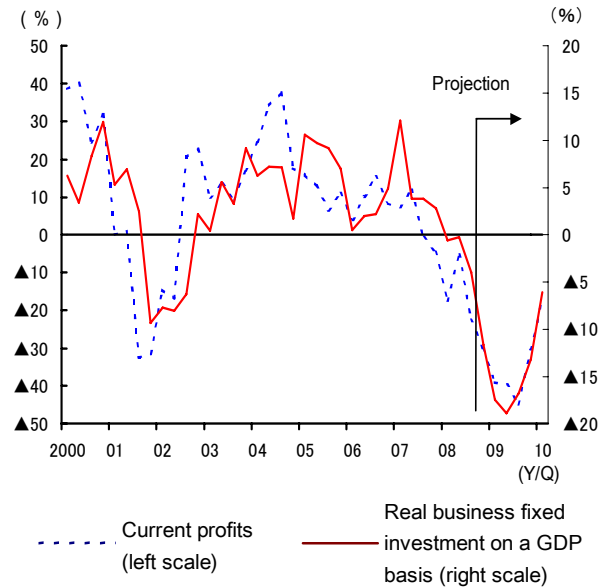 ( % )
(%)
50
40
30
20
10
0
▲10
▲20
▲30
▲40
▲50
20
15
10
5
0
▲5
▲10
▲15
▲20
Projection
2000 01 02 03 04 05 06 07 08 09 10
(Y/Q)
Current profits
(left scale)
Real business fixed
investment on a GDP
basis (right scale)